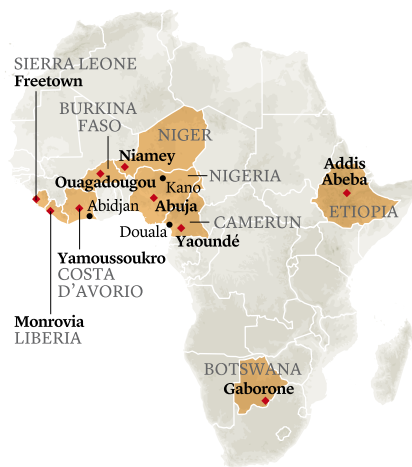 SIERRA LEONE
Freetown
BURKINA
FASO
NIGER
Niamey
Ouagadougou
NIGERIA
Kano
Addis
Abeba
ETIOPIA
Abidjan
Abuja
CAMERUN
Douala
Yaoundé
Yamoussoukro
COSTA
D'AVORIO
Monrovia
LIBERIA
BOTSWANA
Gaborone